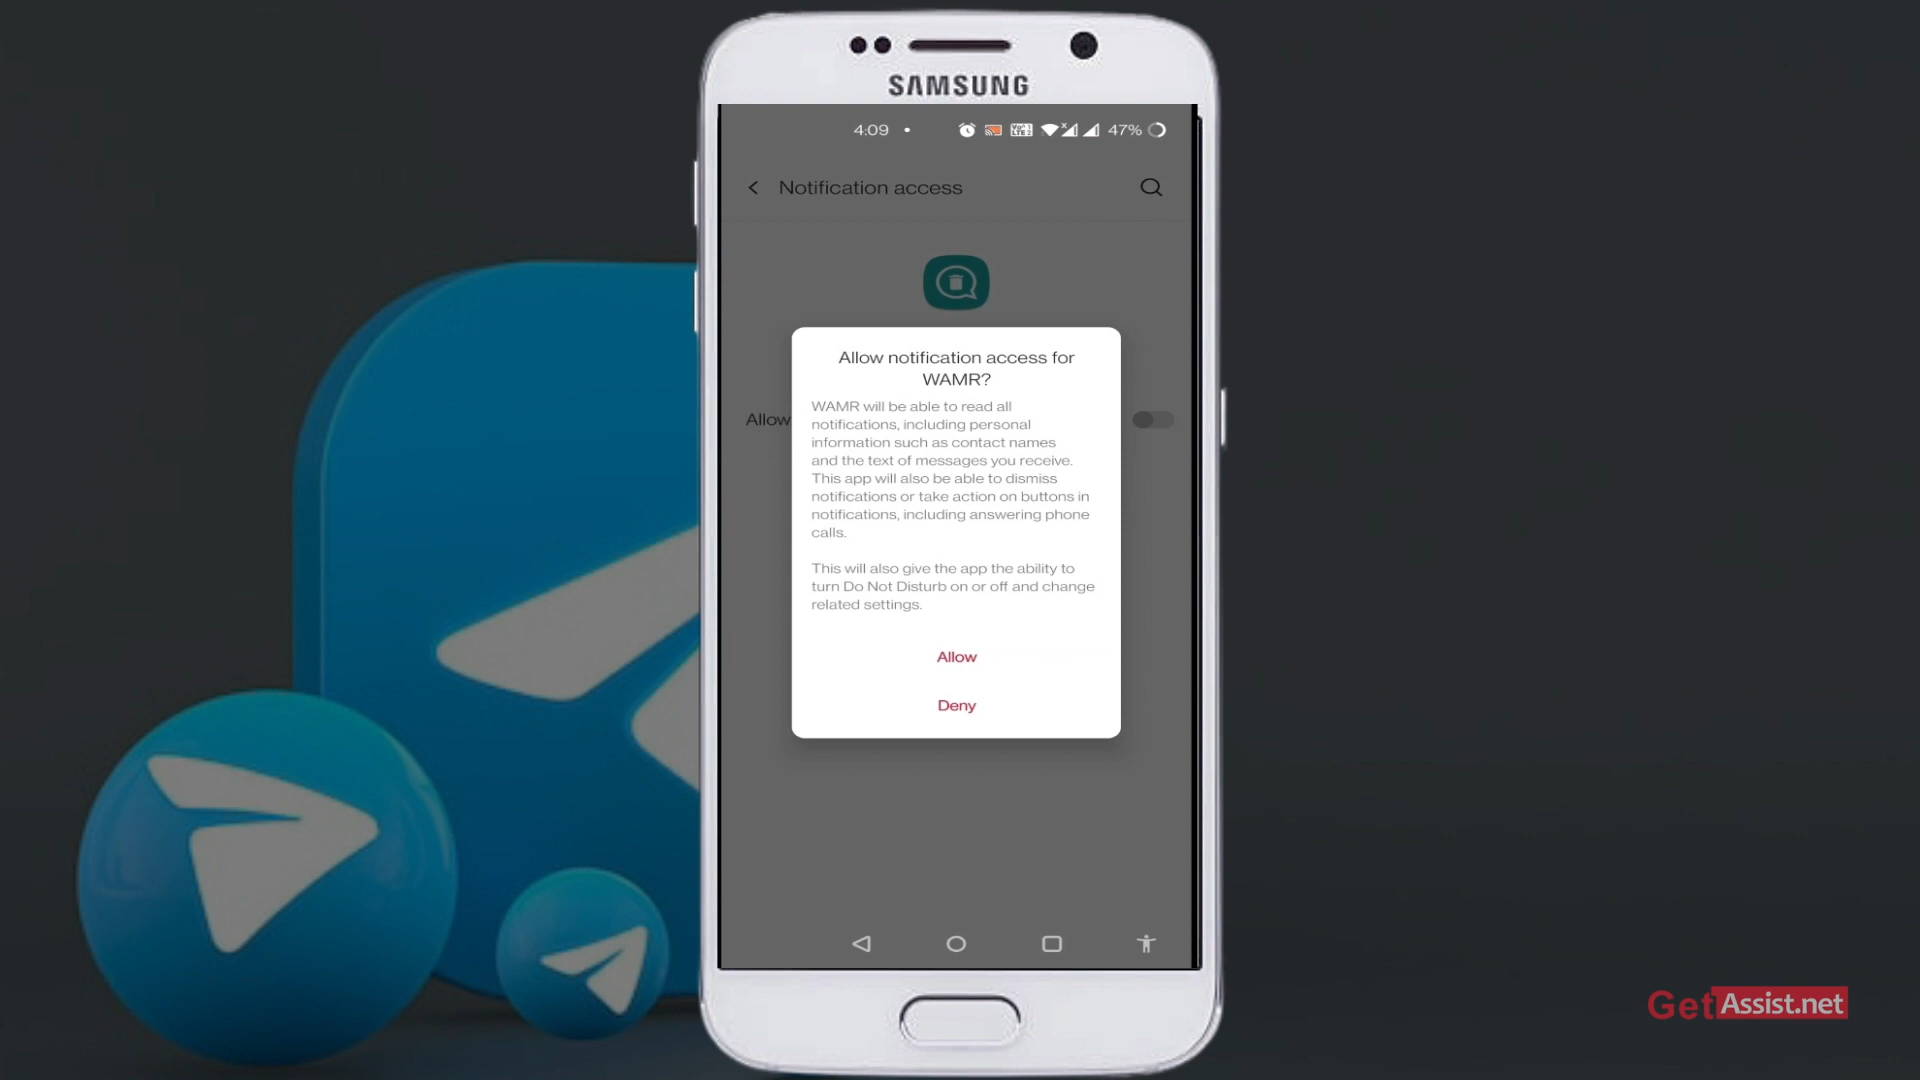 SAMSUNG
4:09
47%
Notification access
Allow notification access for
WAMR?
Allow
WAMR will be able to read all
notifications, including personal
information such as contact names
and the text of messages you receive.
This app will also be able to dismiss
notifications or take action on buttons in
notifications, including answering phone
calls.
This will also give the app the ability to
turn Do Not Disturb on or off and change
related settings.
Allow
Deny
GetAssist.net